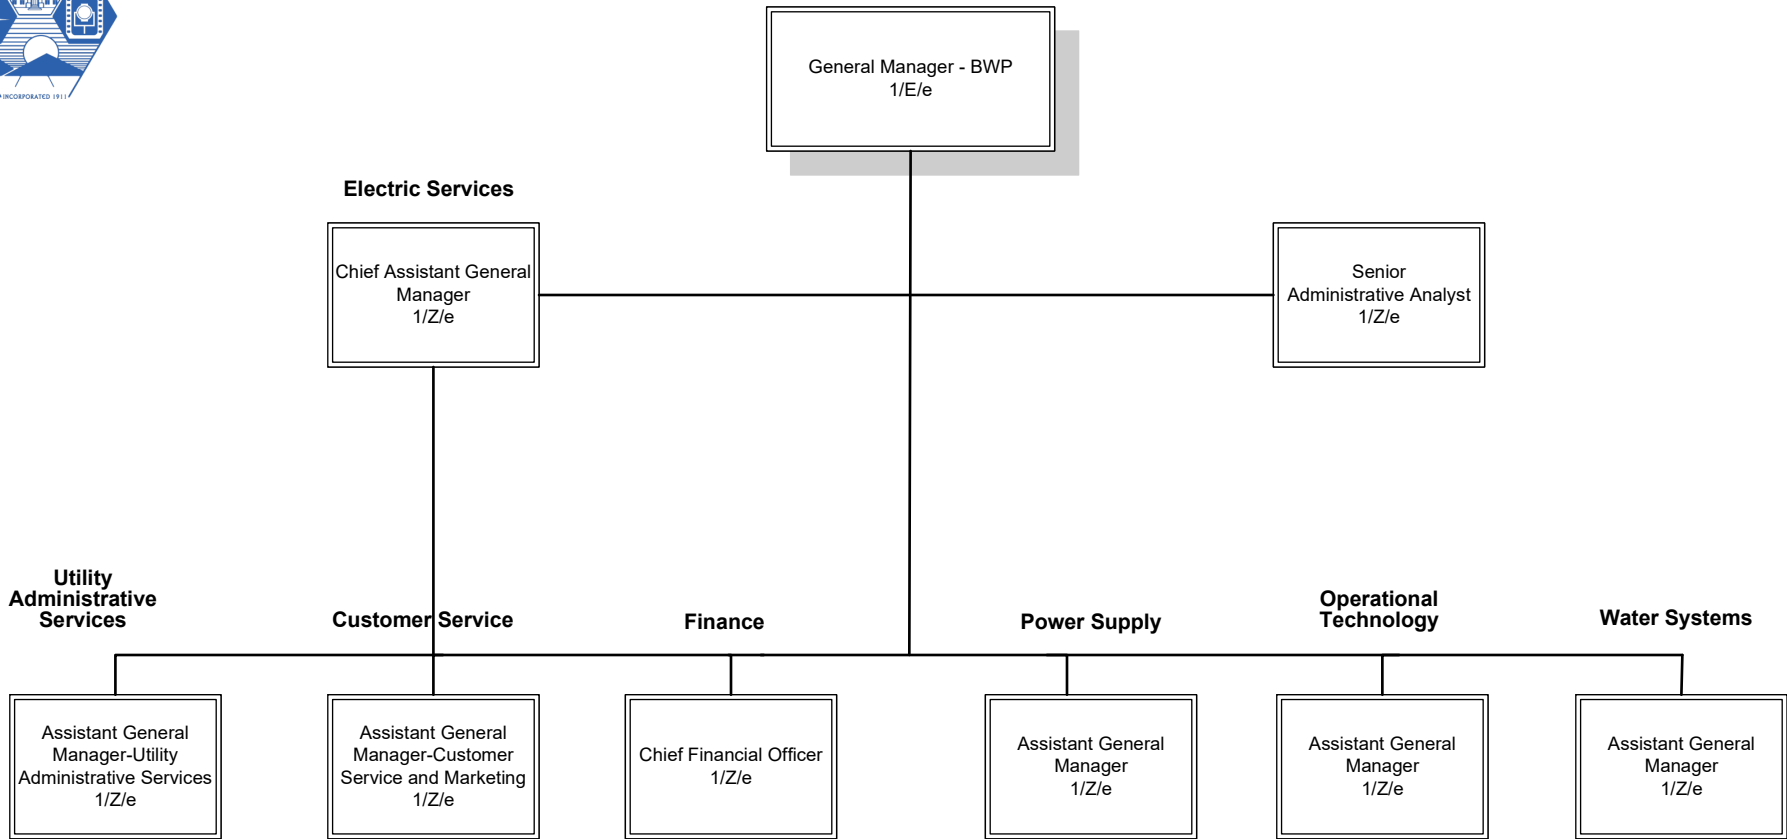 INCORPORATED 1911
General Manager - BWP
1/E/e
Electric Services
Chief Assistant General
Manager
1/Z/e
Senior
Administrative Analyst
1/Z/e
Utility
Administrative
Services
Customer Service
Finance
Power Supply
Operational
Technology
Water Systems
Assistant General
Manager-Utility
Administrative Services
1/Z/e
Assistant General
Manager-Customer
Service and Marketing
1/Z/e
Chief Financial Officer
1/Z/e
Assistant General
Manager
1/Z/e
Assistant General
Manager
1/Z/e
Assistant General
Manager
1/Z/e